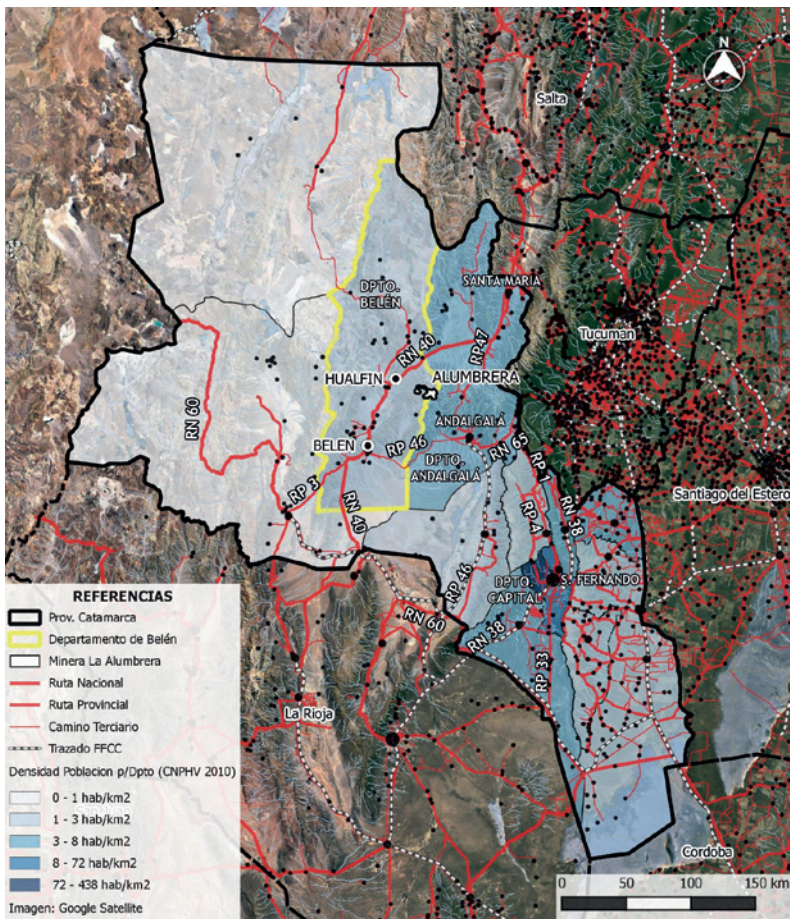 N
Salta
DPTO.
BELÉN
SANTA MARIA
Tucuman
RN 40
RP47
HUALFIN
ALUMBRERA
RN 60
ANDALGALÁ
BELEN
RP 46
RN 65
DPTO.
ANDALGALÁ
RP 3
RP 1
Santiago del Estero
RN 40
RP 4
RN 38
RP 46
DPTO.
CAPITAL
S. FERNANDO
RN 60
RN 38
RP 33
La Rioja
Cordoba
REFERENCIAS
Prov. Catamarca
Departamento de Belén
Minera La Alumbrera
Ruta Nacional
Ruta Provincial
Camino Terciario
Trazado FFCC
Densidad Poblacion p/Dpto (CNPHV 2010)
0 - 1 hab/km2
1 - 3 hab/km2
3 - 8 hab/km2
8 - 72 hab/km2
72 - 438 hab/km2
Imagen: Google Satellite
0 50 100 150 km